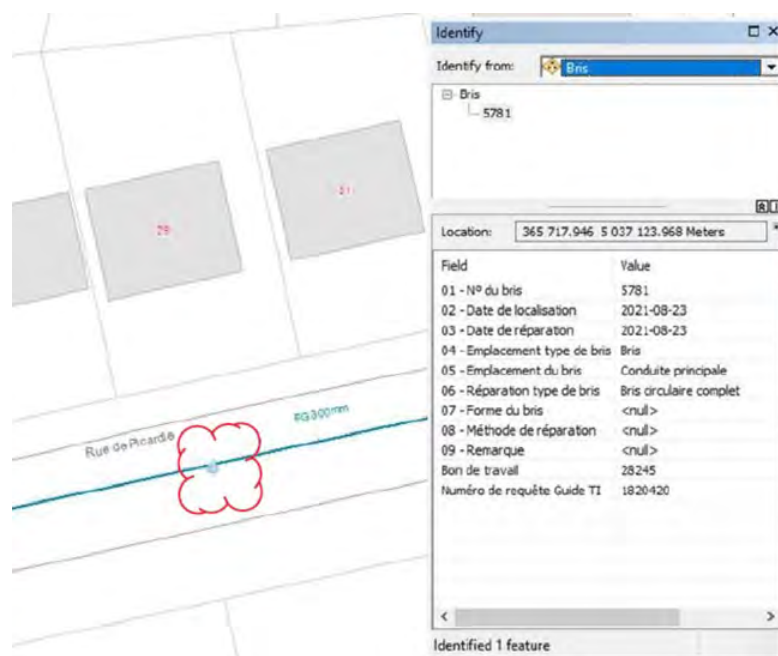 Identify
Identify from: Bris
Bris
5781
Location: 365 717.946 5 037 123.968 Meters
Field Value
01 - Nº du bris 5781
02 - Date de localisation 2021-08-23
03 - Date de réparation 2021-08-23
04 - Emplacement type de bris Bris
05 - Emplacement du bris Conduite principale
06 - Réparation type de bris Bris circulaire complet
07 - Forme du bris <null>
08 - Méthode de réparation <null>
09 - Remarque <null>
Bon de travail 28245
Numéro de requête Guide TI 1820420
Identified 1 feature
Rue de Picardie
300mm